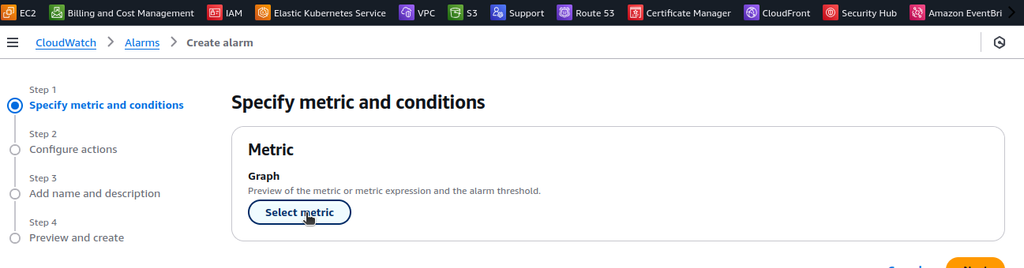 EC2 Billing and Cost Management IAM Elastic Kubernetes Service VPC S3 Support Route 53 Certificate Manager CloudFront Security Hub Amazon EventBri
CloudWatch Alarms Create alarm
Step 1
Specify metric and conditions
Step 2
Configure actions
Step 3
Add name and description
Step 4
Preview and create
Specify metric and conditions
Metric
Graph
Preview of the metric or metric expression and the alarm threshold.
Select metric